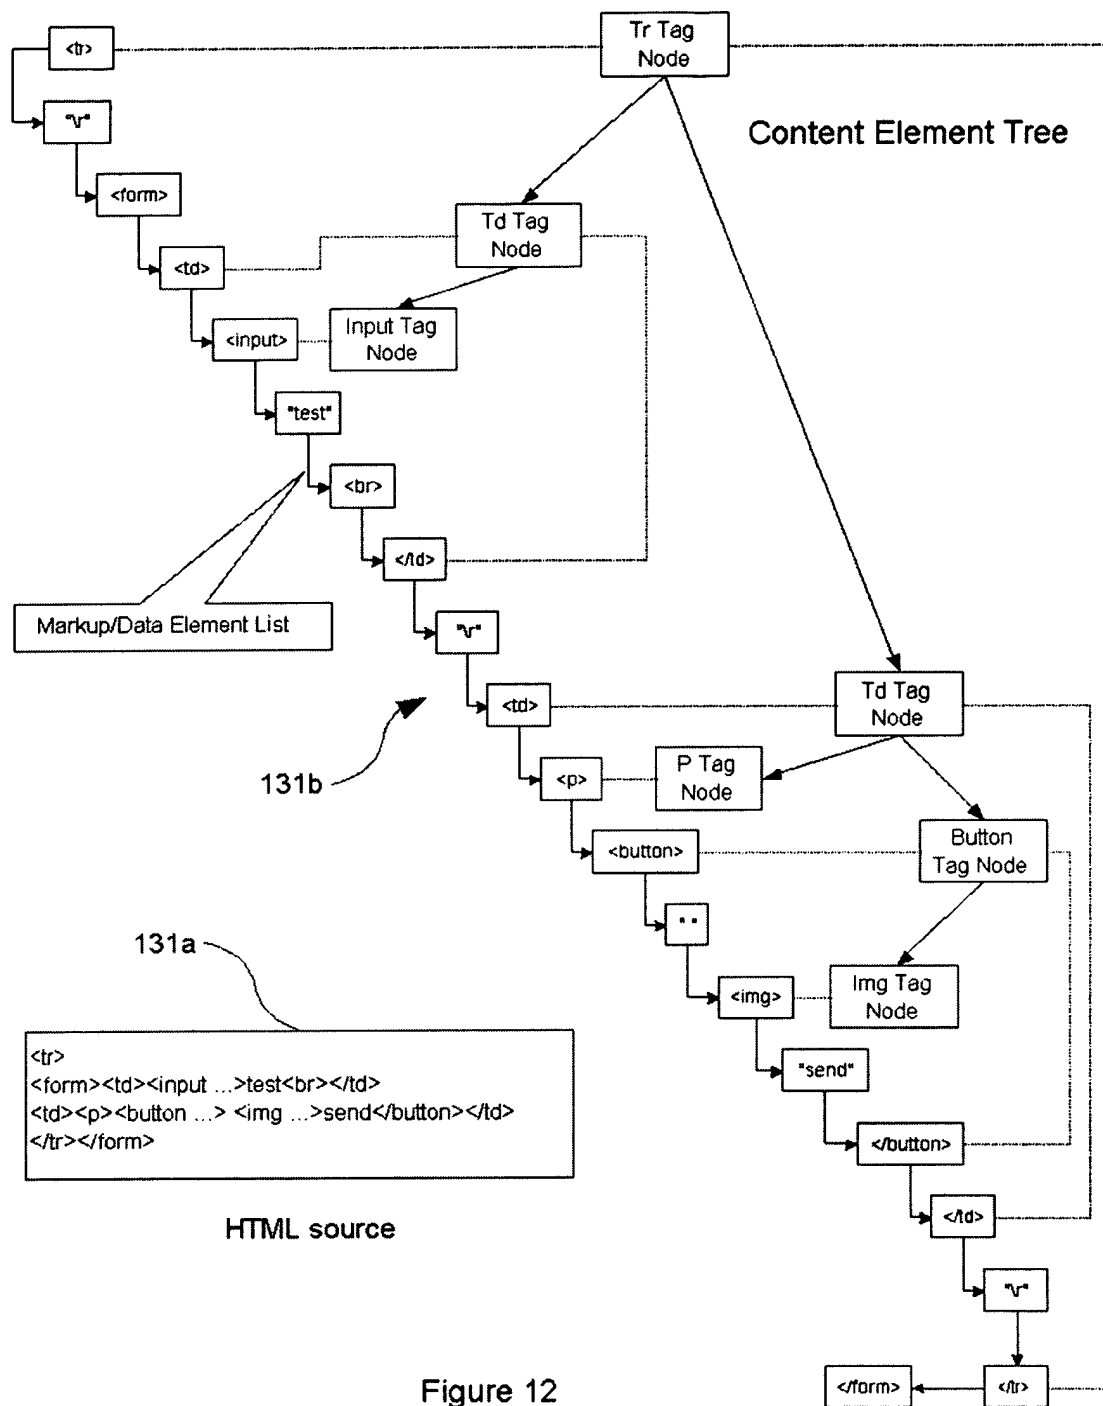 <tr>
Tr Tag
Node
Content Element Tree
"\r"
<form>
Td Tag
Node
<td>
Input Tag
Node
<input>
"test"
<br>
</td>
Markup/Data Element List
"\r"
Td Tag
Node
<td>
131b
P Tag
Node
<p>
Button
Tag Node
<button>
" "
131a
Img Tag
Node
<img>
<tr>
<form><td><input ...>test<br></td>
<td><p><button ...> <img ...>send</button></td>
</tr></form>
"send"
</button>
HTML source
</td>
"\r"
Figure 12
</form>
</tr>